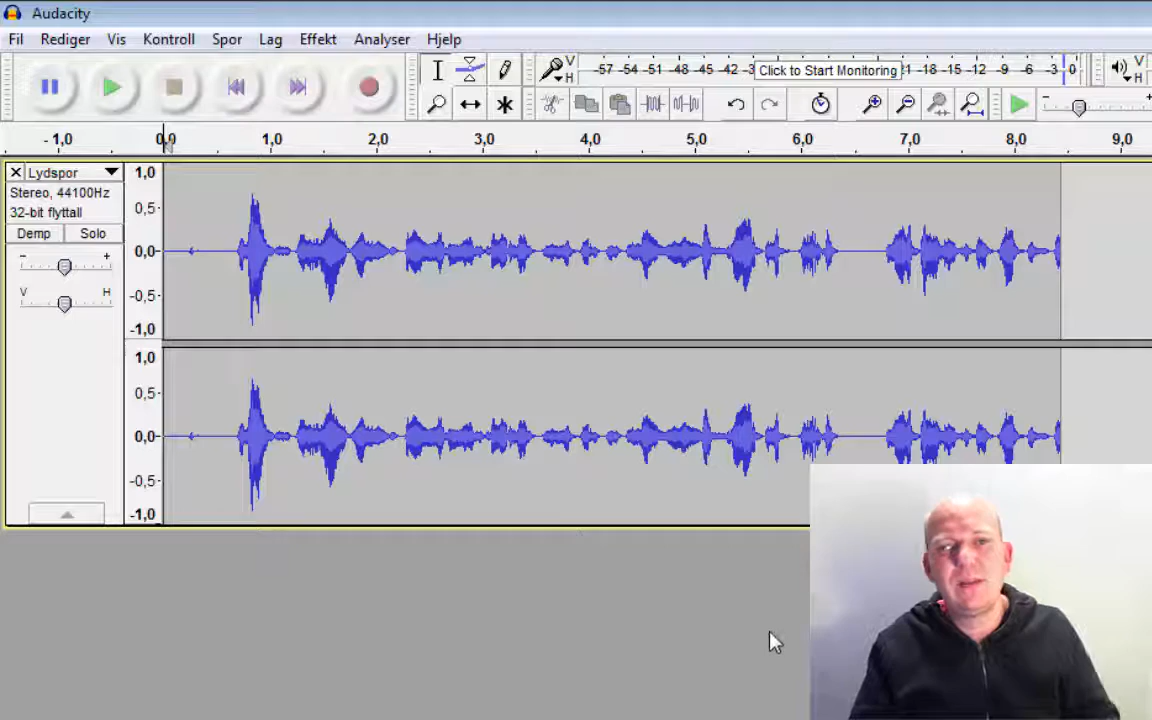 Audacity
Fil Rediger Vis Kontroll Spor Lag Effekt Analyser Hjelp
V
H
-57 -54 -51 -48 -45 -42 -3
Click to Start Monitoring
21 -18 -15 -12 -9 -6 -3 0
V
H
- 1,0 0,0 1,0 2,0 3,0 4,0 5,0 6,0 7,0 8,0 9,0
Lydspor
Stereo, 44100Hz
32-bit flyttall
Demp Solo
- +
V H
1,0
0,5
0,0
-0,5
-1,0
1,0
0,5
0,0
-0,5
-1,0